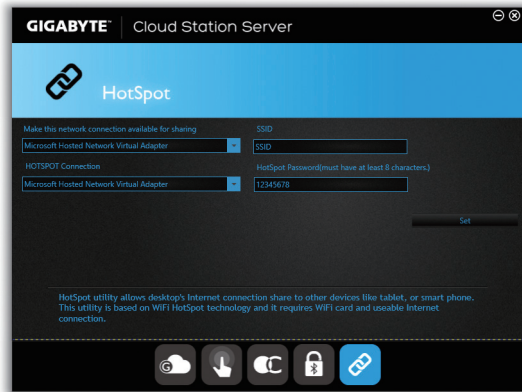 GIGABYTE™ Cloud Station Server
HotSpot
Make this network connection available for sharing
Microsoft Hosted Network Virtual Adapter
HOTSPOT Connection
Microsoft Hosted Network Virtual Adapter
SSID
SSID
HotSpot Password(must have at least 8 characters.)
12345678
Set
HotSpot utility allows desktop's Internet connection share to other devices like tablet, or smart phone.
This utility is based on WiFi HotSpot technology and it requires WiFi card and useable Internet
connection.
G